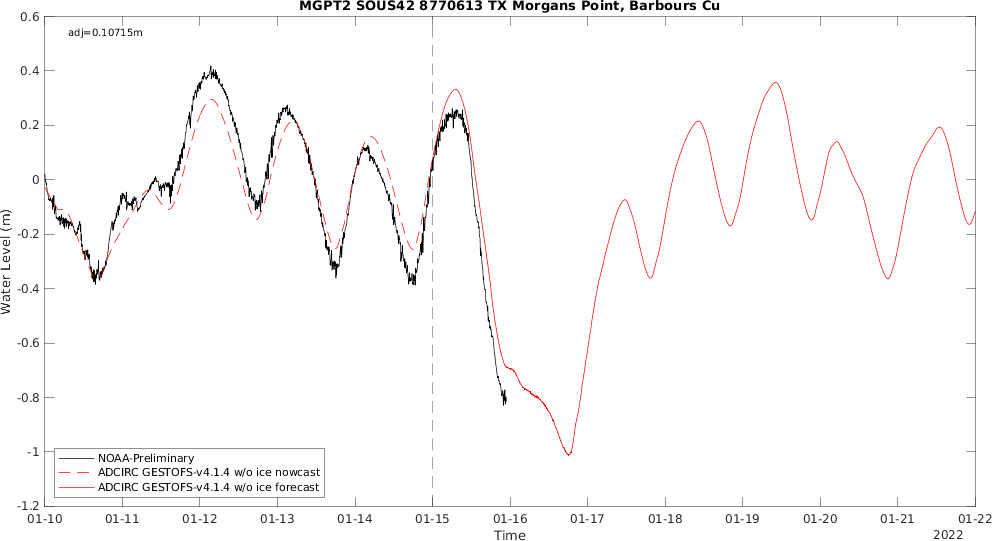 MGPT2 SOUS42 8770613 TX Morgans Point, Barbours Cu
adj=0.10715m
0.6
0.4
0.2
0
-0.2
-0.4
-0.6
-0.8
-1
-1.2
Water Level (m)
NOAA-Preliminary
ADCIRC GESTOFS-v4.1.4 w/o ice nowcast
ADCIRC GESTOFS-v4.1.4 w/o ice forecast
01-10 01-11 01-12 01-13 01-14 01-15 01-16 01-17 01-18 01-19 01-20 01-21 01-22
Time
2022